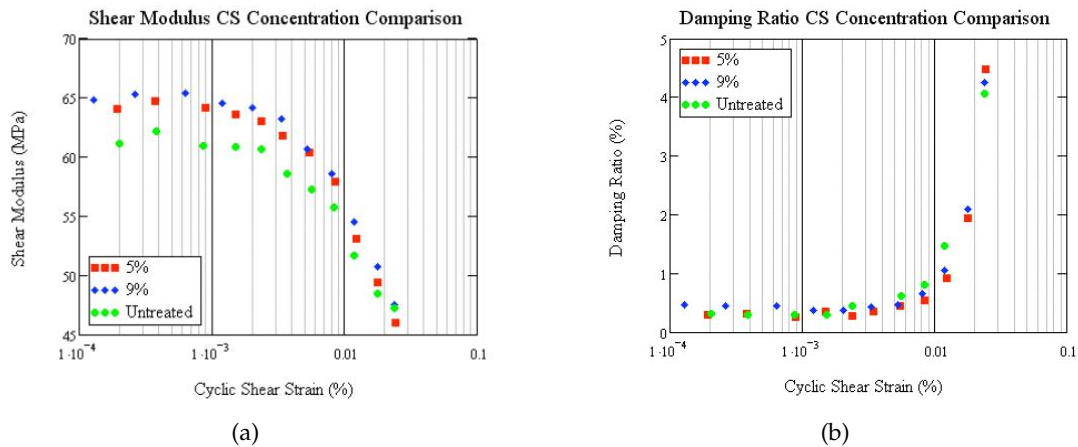 Shear Modulus CS Concentration Comparison
70
65
60
55
50
45
Shear Modulus (MPa)
5%
9%
Untreated
1·10⁻⁴
1·10⁻³
0.01
0.1
Cyclic Shear Strain (%)
(a)
Damping Ratio CS Concentration Comparison
5
4
3
2
1
0
Damping Ratio (%)
5%
9%
Untreated
1·10⁻⁴
1·10⁻³
0.01
0.1
Cyclic Shear Strain (%)
(b)